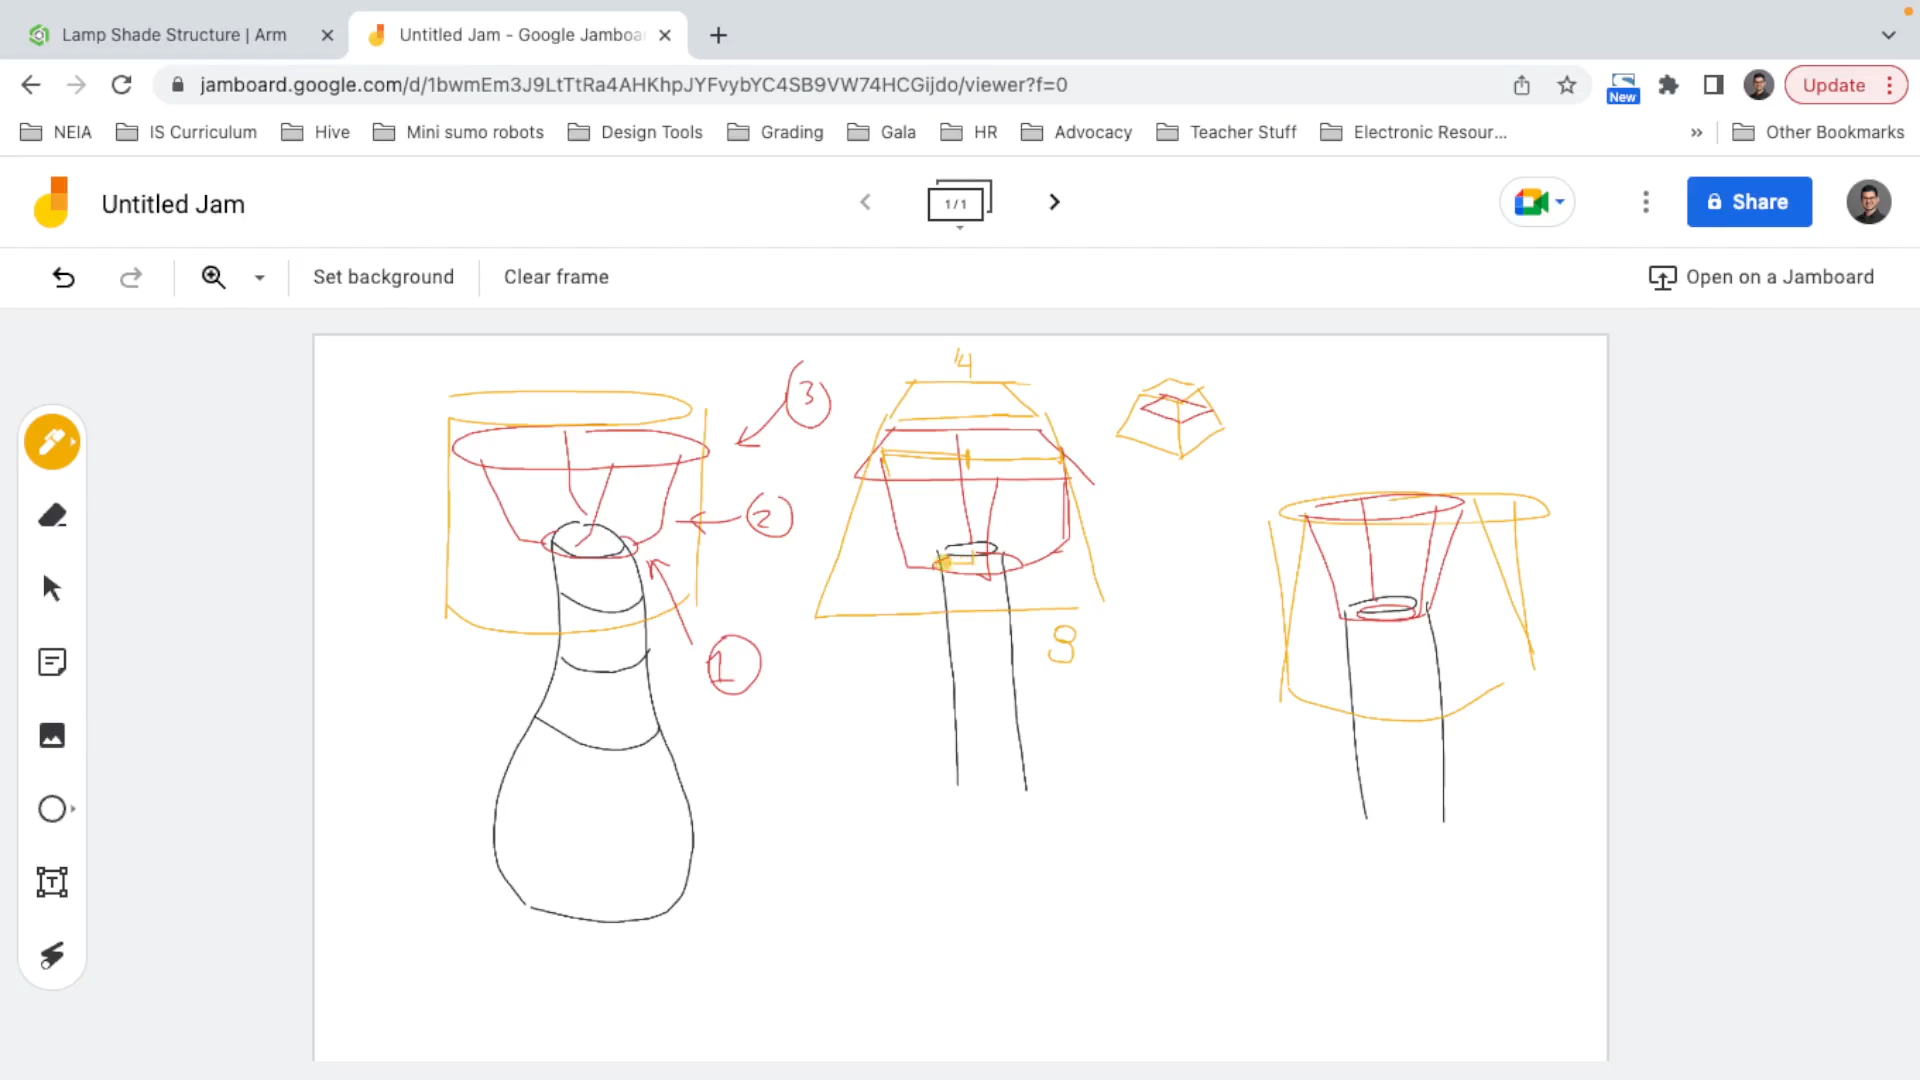 Lamp Shade Structure | Arm
Untitled Jam - Google Jamboa
jamboard.google.com/d/1bwmEm3J9LtTtRa4AHKhpJYFvybYC4SB9VW74HCGijdo/viewer?f=0
New
Update
NEIA
IS Curriculum
Hive
Mini sumo robots
Design Tools
Grading
Gala
HR
Advocacy
Teacher Stuff
Electronic Resour...
»
Other Bookmarks
Untitled Jam
1/1
Share
Set background
Clear frame
Open on a Jamboard
4
3
2
1
8